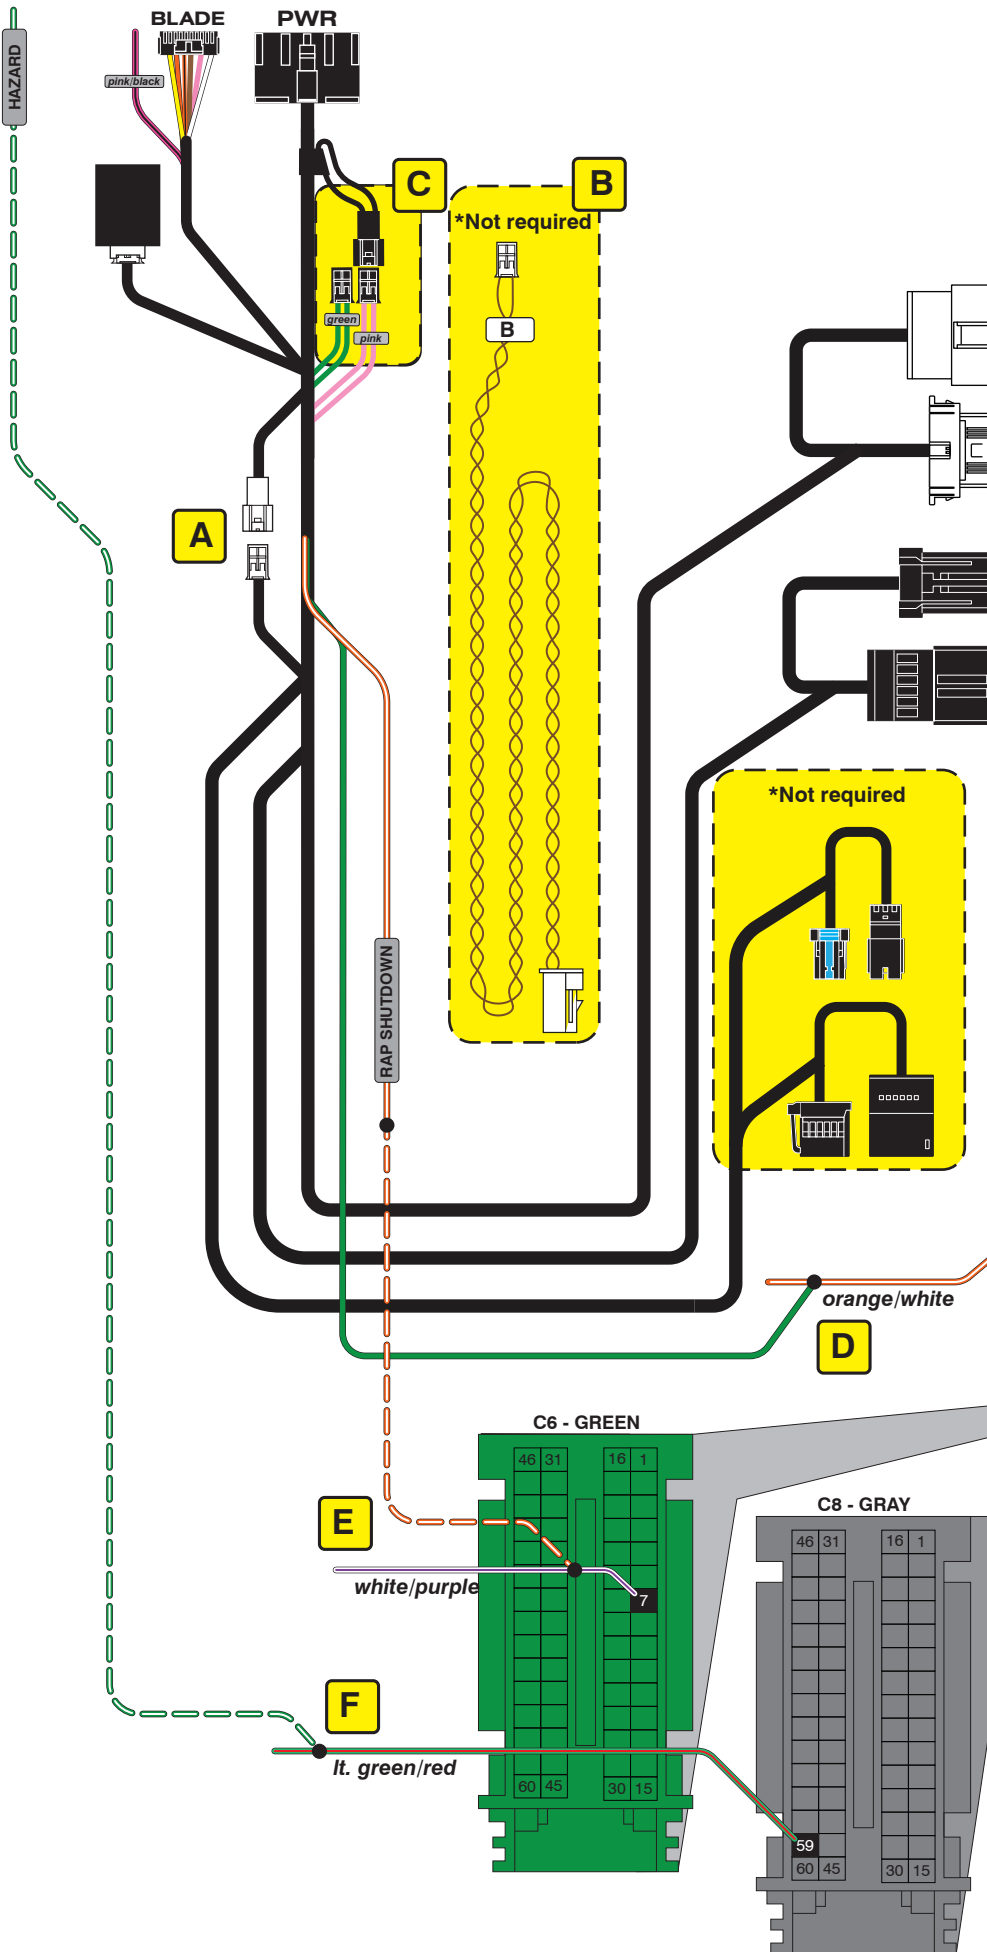 BLADE
PWR
HAZARD
pink/black
C
B
*Not required
green
pink
B
A
*Not required
RAP SHUTDOWN
orange/white
D
C6 - GREEN
46 31 16 1
C8 - GRAY
E
46 31 16 1
white/purple
7
F
lt. green/red
60 45 30 15
59
60 45 30 15